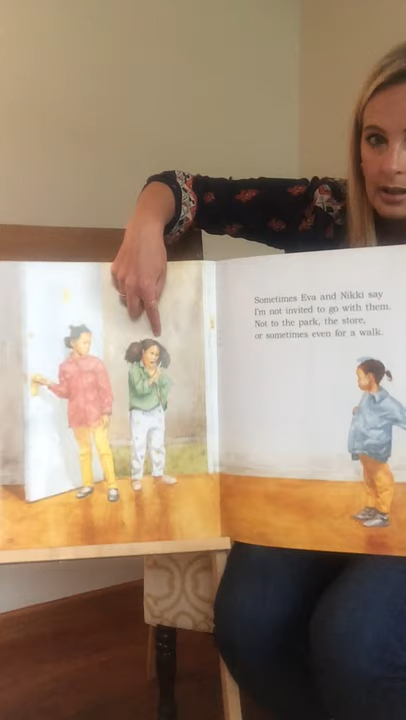 Sometimes Eva and Nikki say
I'm not invited to go with them.
Not to the park, the store,
or sometimes even for a walk.